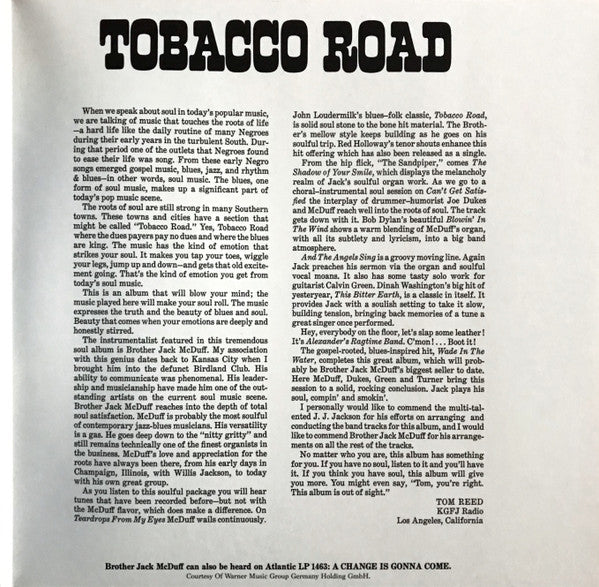 TOBACCO ROAD
When we speak about soul in today's popular music,
we are talking of music that touches the roots of life
—a hard life like the daily routine of many Negroes
during their early years in the turbulent South. Dur-
ing that period one of the outlets that Negroes found
to ease their life was song. From these early Negro
songs emerged gospel music, blues, jazz, and rhythm
& blues—in other words, soul music. The blues, one
form of soul music, makes up a significant part of
today's pop music scene.
The roots of soul are still strong in many Southern
towns. These towns and cities have a section that
might be called "Tobacco Road." Yes, Tobacco Road
where the dues payers pay no dues and where the blues
are king. The music has the kind of emotion that
strikes your soul. It makes you tap your toes, wiggle
your legs, jump up and down—and gets that old excite-
ment going. That's the kind of emotion you get from
today's soul music.
This is an album that will blow your mind; the
music played here will make your soul roll. The music
expresses the truth and the beauty of blues and soul.
Beauty that comes when your emotions are deeply and
honestly stirred.
The instrumentalist featured in this tremendous
soul album is Brother Jack McDuff. My association
with this genius dates back to Kansas City when I
brought him into the defunct Birdland Club. His
ability to communicate was phenomenal. His leader-
ship and musicianship have made him one of the out-
standing artists on the current soul music scene.
Brother Jack McDuff reaches into the depth of total
soul satisfaction. McDuff is probably the most soulful
of contemporary jazz-blues musicians. His versatility
is a gas. He goes deep down to the "nitty gritty" and
still remains technically one of the finest organists in
the business. McDuff's love and appreciation for the
roots have always been there, from his early days in
Champaign, Illinois, with Willis Jackson, to today
with his own great group.
As you listen to this soulful package you will hear
tunes that have been recorded before—but not with
the McDuff flavor, which does make a difference. On
Teardrops From My Eyes McDuff wails continuously.
John Loudermilk's blues-folk classic, Tobacco Road,
is solid soul stone to the bone hit material. The Broth-
er's mellow style keeps building as he goes on his
soulful trip. Red Holloway's tenor shouts enhance this
hit offering which has also been released as a single.
From the hip flick, "The Sandpiper," comes The
Shadow of Your Smile, which displays the melancholy
realm of Jack's soulful organ work. As we go to a
choral-instrumental soul session on Can't Get Satis-
fied the interplay of drummer-humorist Joe Dukes
and McDuff reach well into the roots of soul. The track
gets down with it. Bob Dylan's beautiful Blowin' In
The Wind shows a warm blending of McDuff's organ,
with all its subtlety and lyricism, into a big band
atmosphere.
And The Angels Sing is a groovy moving line. Again
Jack preaches his sermon via the organ and soulful
vocal moans. It also has some tasty solo work for
guitarist Calvin Green. Dinah Washington's big hit of
yesteryear, This Bitter Earth, is a classic in itself. It
provides Jack with a soulish setting to take it slow,
building tension, bringing back memories of a tune a
great singer once performed.
Hey, everybody on the floor, let's slap some leather!
It's Alexander's Ragtime Band. C'mon! . . . Boot it!
The gospel-rooted, blues-inspired hit, Wade In The
Water, completes this great album, which will prob-
ably be Brother Jack McDuff's biggest seller to date.
Here McDuff, Dukes, Green and Turner bring this
session to a solid, rocking conclusion. Jack plays his
soul, compin' and smokin'.
I personally would like to commend the multi-tal-
ented J. J. Jackson for his efforts on arranging and
conducting the band tracks for this album, and I would
like to commend Brother Jack McDuff for his arrange-
ments on all the rest of the tracks.
No matter who you are, this album has something
for you. If you have no soul, listen to it and you'll have
it. If you think you have soul, this album will give
you more. You might even say, "Tom, you're right.
This album is out of sight."
TOM REED
KGFJ Radio
Los Angeles, California
Brother Jack McDuff can also be heard on Atlantic LP 1463: A CHANGE IS GONNA COME.
Courtesy Of Warner Music Group Germany Holding GmbH.